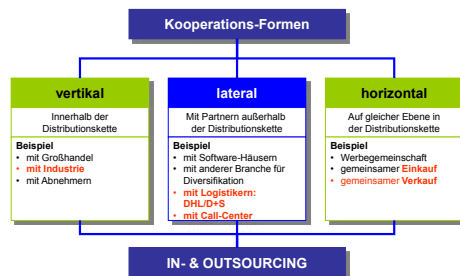 Kooperations-Formen
vertikal
Innerhalb der
Distributionskette
Beispiel
• mit Großhandel
• mit Industrie
• mit Abnehmern
lateral
Mit Partnern außerhalb
der Distributionskette
Beispiel
• mit Software-Häusern
• mit anderer Branche für
Diversifikation
• mit Logistikern:
DHL/D+S
• mit Call-Center
horizontal
Auf gleicher Ebene in
der Distributionskette
Beispiel
• Werbegemeinschaft
• gemeinsamer Einkauf
• gemeinsamer Verkauf
IN- & OUTSOURCING